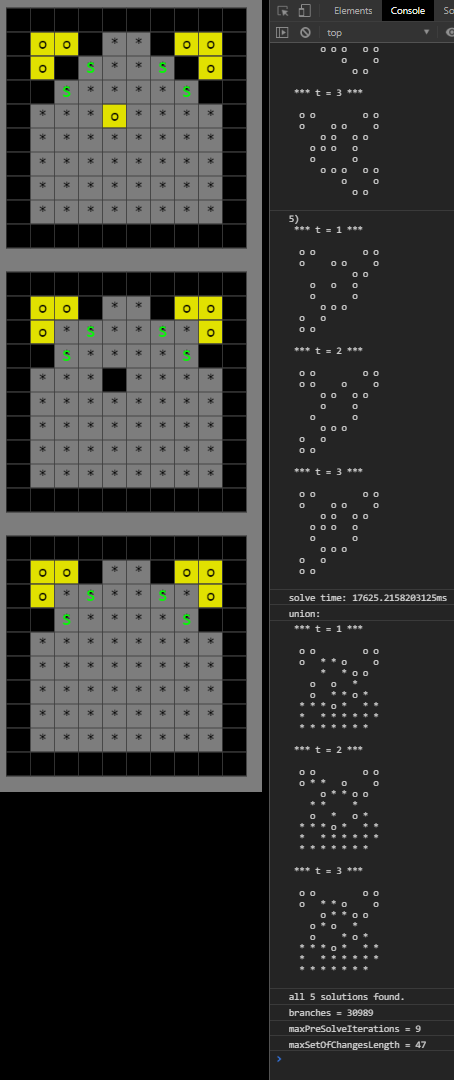 o o * * o o
o S * * S o
S * * * * S
* * * o * * * *
* * * * * * * *
* * * * * * * *
* * * * * * * *
* * * * * * * *
o o * * o o
o * S * * S * o
S * * * * S
* * * * * * *
* * * * * * * *
* * * * * * * *
* * * * * * * *
* * * * * * * *
o o * * o o
o * S * * S * o
S * * * * S
* * * * * * * *
* * * * * * * *
* * * * * * * *
* * * * * * * *
* * * * * * * *
Elements Console So
top
o o o o
o o
o o
*** t = 3 ***
o o o o
o o o o
o o o o
o o o o
o o
o o o o o
o o
o o
5)
*** t = 1 ***
o o o o
o o o o
o o
o o o
o o
o o o
o o
o o
*** t = 2 ***
o o o o
o o o o
o o o o
o o
o o
o o o
o o
o o
*** t = 3 ***
o o o o
o o o o
o o o o
o o o o
o o
o o o
o o
o o
solve time: 17625.2158203125ms
union:
*** t = 1 ***
o o o o
o * * o o
* * o o
o o *
o * * o *
* * * o * * *
* * * * * * *
* * * * * * *
*** t = 2 ***
o o o o
o * * o o
o * * o o
* * *
o * o *
* * * o * * *
* * * * * * *
* * * * * * *
*** t = 3 ***
o o o o
o * * o o
o * * o o
o * o *
o * o *
* * * o * * *
* * * * * * *
* * * * * * *
all 5 solutions found.
branches = 30989
maxPreSolveIterations = 9
maxSetOfChangesLength = 47